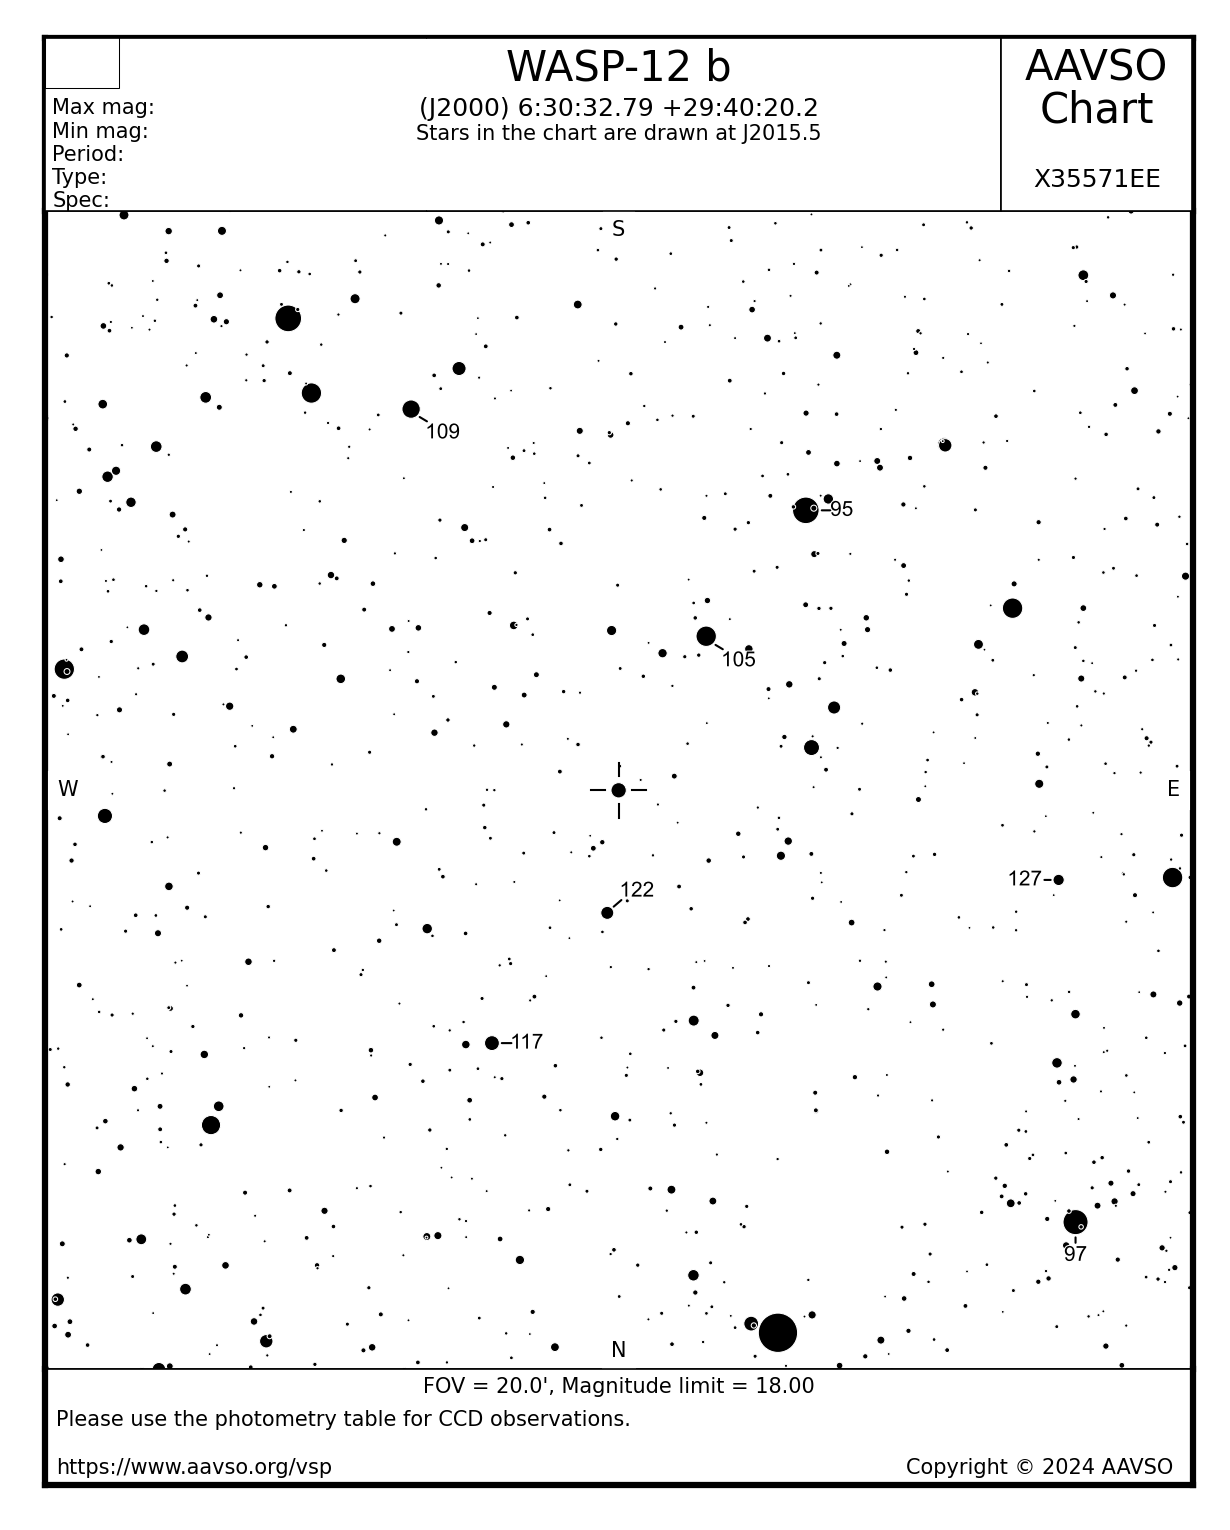 WASP-12 b
(J2000) 6:30:32.79 +29:40:20.2
Stars in the chart are drawn at J2015.5
Max mag:
Min mag:
Period:
Type:
Spec:
AAVSO
Chart
X35571EE
S
109
95
105
W
E
122
127
117
97
N
FOV = 20.0', Magnitude limit = 18.00
Please use the photometry table for CCD observations.
https://www.aavso.org/vsp
Copyright © 2024 AAVSO